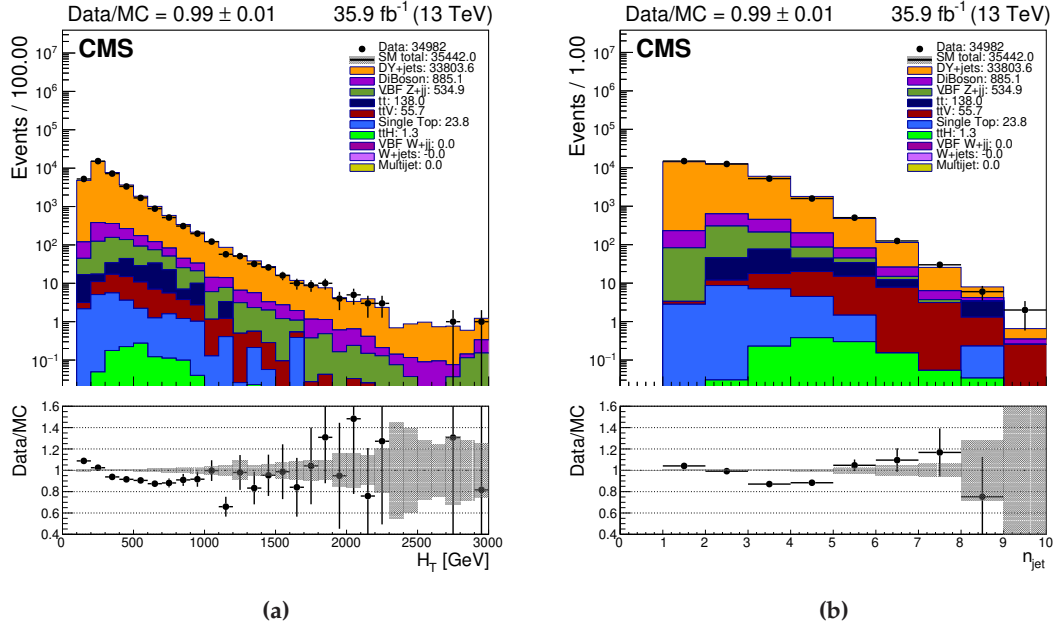 Data/MC = 0.99 ± 0.01 35.9 fb⁻¹ (13 TeV)
CMS
Data: 34982
SM total: 35442.0
DY+jets: 33803.6
DiBoson: 885.1
VBF Z+jj: 534.9
tt: 138.0
ttV: 55.7
Single Top: 23.8
ttH: 1.3
VBF W+jj: 0.0
W+jets: -0.0
Multijet: 0.0
Events / 100.00
10⁷
10⁶
10⁵
10⁴
10³
10²
10
1
10⁻¹
Data/MC
1.6
1.4
1.2
1
0.8
0.6
0.4
0 500 1000 1500 2000 2500 3000
H_T [GeV]
(a)
Data/MC = 0.99 ± 0.01 35.9 fb⁻¹ (13 TeV)
CMS
Data: 34982
SM total: 35442.0
DY+jets: 33803.6
DiBoson: 885.1
VBF Z+jj: 534.9
tt: 138.0
ttV: 55.7
Single Top: 23.8
ttH: 1.3
VBF W+jj: 0.0
W+jets: -0.0
Multijet: 0.0
Events / 1.00
10⁷
10⁶
10⁵
10⁴
10³
10²
10
1
10⁻¹
Data/MC
1.6
1.4
1.2
1
0.8
0.6
0.4
0 1 2 3 4 5 6 7 8 9 10
n_jet
(b)